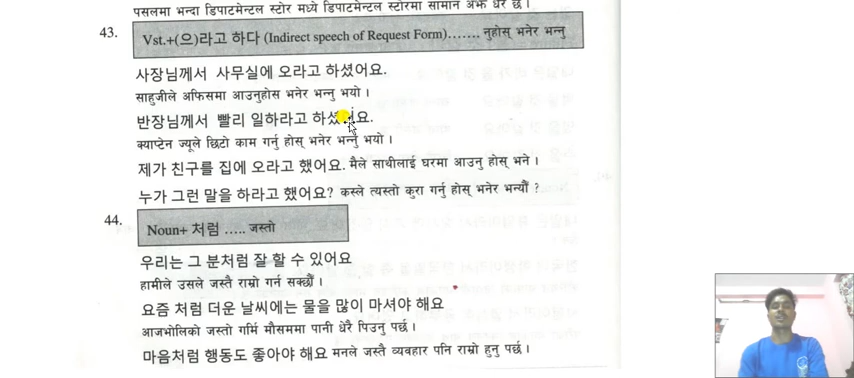 पसलमा भन्दा डिपाटमेन्टल स्टोर मध्ये डिपाटमेन्टल स्टोरमा सामान अझ धेरै छ ।
43. Vst.+(으)라고 하다 (Indirect speech of Request Form)....... नुहोस् भनेर भन्नु
사장님께서 사무실에 오라고 하셨어요.
साहुजीले अफिसमा आउनुहोस् भनेर भन्नु भयो ।
반장님께서 빨리 일하라고 하셨어요.
क्याप्टेन ज्यूले छिटो काम गर्नु होस् भनेर भन्नु भयो ।
제가 친구를 집에 오라고 했어요. मैले साथीलाई घरमा आउनु होस् भने ।
누가 그런 말을 하라고 했어요? कस्ले त्यस्तो कुरा गर्नु होस् भनेर भन्यौं ?
44. Noun+ 처럼 ..... जस्तो
우리는 그 분처럼 잘 할 수 있어요
हामीले उसले जस्तै राम्रो गर्न सक्छौं ।
요즘 처럼 더운 날씨에는 물을 많이 마셔야 해요
आजभोलिको जस्तो गर्मि मौसममा पानी धेरै पिउनु पर्छ ।
마음처럼 행동도 좋아야 해요 मनले जस्तै व्यवहार पनि राम्रो हुनु पर्छ ।